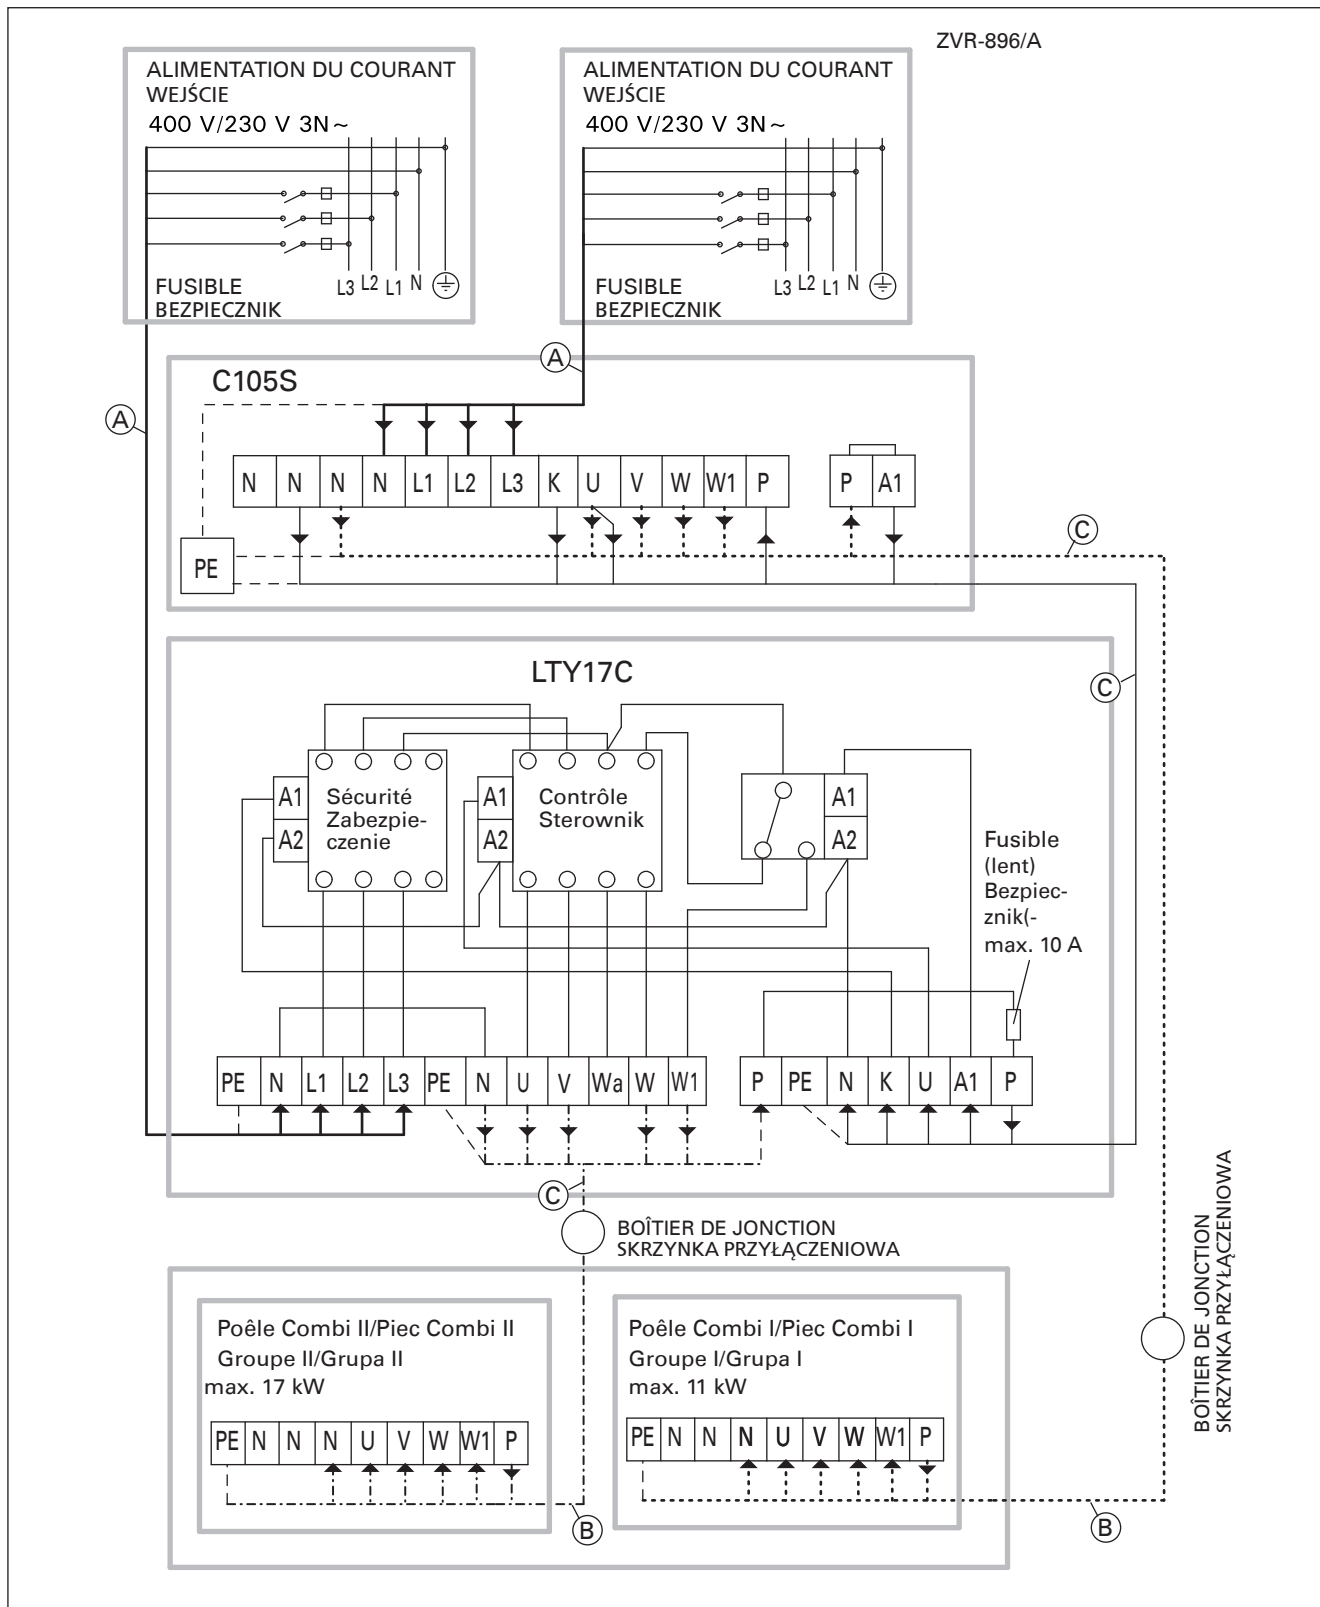 ZVR-896/A
ALIMENTATION DU COURANT
WEJŚCIE
400 V/230 V 3N~
FUSIBLE
BEZPIECZNIK
L3 L2 L1 N
ALIMENTATION DU COURANT
WEJŚCIE
400 V/230 V 3N~
FUSIBLE
BEZPIECZNIK
L3 L2 L1 N
A
A
C105S
N N N N L1 L2 L3 K U V W W1 P
P A1
PE
C
LTY17C
C
A1
A2
Sécurité
Zabezpie-
czenie
A1
A2
Contrôle
Sterownik
A1
A2
Fusible
(lent)
Bezpiec-
znik(-
max. 10 A
PE N L1 L2 L3 PE N U V Wa W W1
P PE N K U A1 P
C
BOÎTIER DE JONCTION
SKRZYNKA PRZYŁĄCZENIOWA
BOÎTIER DE JONCTION
SKRZYNKA PRZYŁĄCZENIOWA
Poêle Combi II/Piec Combi II
Groupe II/Grupa II
max. 17 kW
PE N N N U V W W1 P
B
Poêle Combi I/Piec Combi I
Groupe I/Grupa I
max. 11 kW
PE N N N U V W W1 P
B